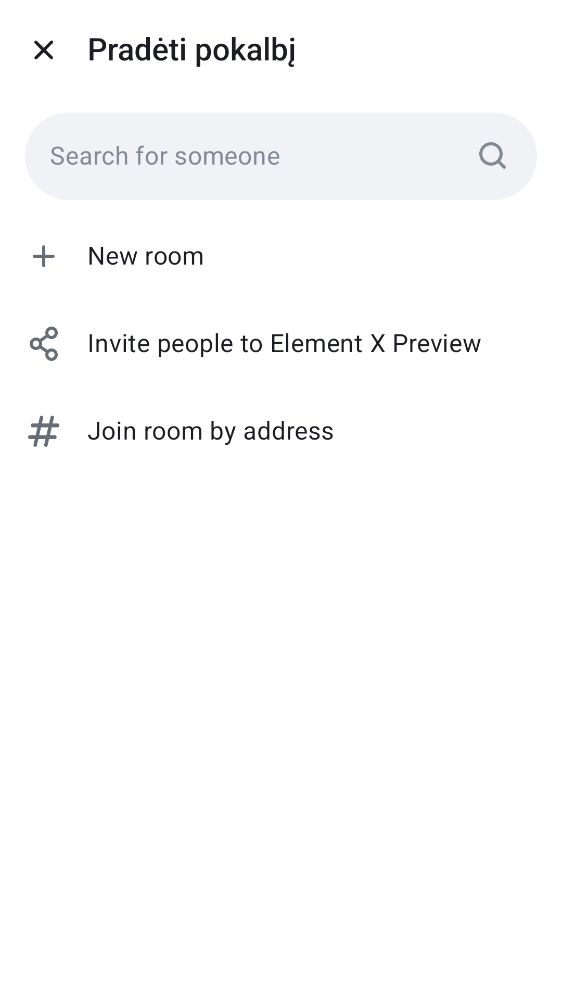 Pradėti pokalbį
Search for someone
New room
Invite people to Element X Preview
Join room by address